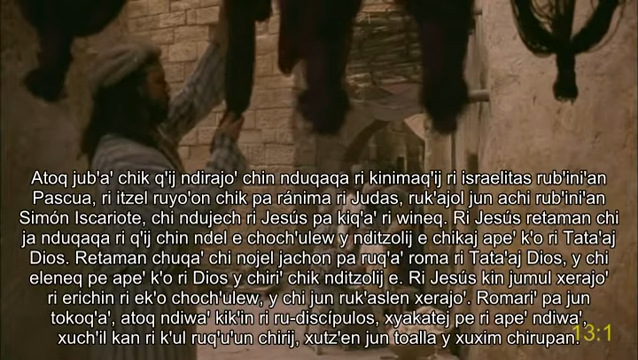 Atoq jub'a' chik q'ij ndirajo' chin nduqaqa ri kinimaq'ij ri israelitas rub'ini'an
Pascua, ri itzel ruyo'on chik pa ránima ri Judas, ruk'ajol jun achi rub'ini'an
Simón Iscariote, chi ndujech ri Jesús pa kiq'a' ri wineq. Ri Jesús retaman chi
ja nduqaqa ri q'ij chin ndel e choch'ulew y nditzolij e chikaj ape' k'o ri Tata'aj
Dios. Retaman chuqa' chi nojel jachon pa ruq'a' roma ri Tata'aj Dios, y chi
eleneq pe ape' k'o ri Dios y chiri' chik nditzolij e. Ri Jesús kin jumul xerajo'
ri erichin ri ek'o choch'ulew, y chi jun ruk'aslen xerajo'. Romari' pa jun
tokoq'a', atoq ndiwa' kik'in ri ru-discípulos, xyakatej pe ri ape' ndiwa',
xuch'il kan ri k'ul ruq'u'un chirij, xutz'en jun toalla y xuxim chirupan.
13:1